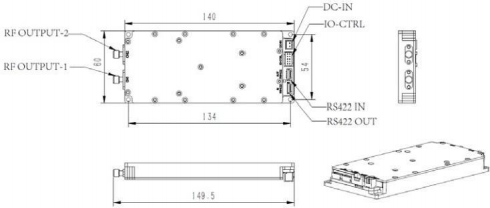 140
DC-IN
IO-CTRL
RF OUTPUT-2
RF OUTPUT-1
60
54
RS422 IN
RS422 OUT
134
149.5